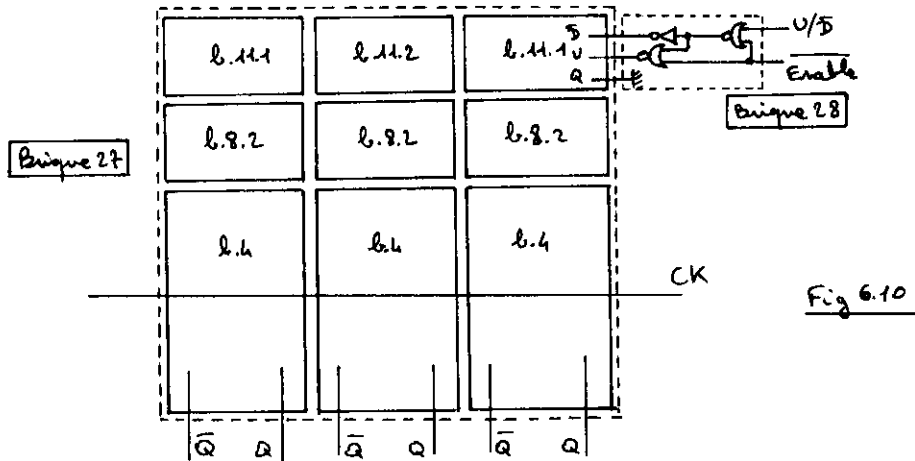 b.11.1
b.11.2
b.11.1
D̅
U
Q
U/D̅
E̅n̅a̅b̅l̅e̅
Brique 28
Brique 27
b.8.2
b.8.2
b.8.2
b.4
b.4
b.4
CK
Fig 6.10
Q̅
Q
Q̅
Q
Q̅
Q